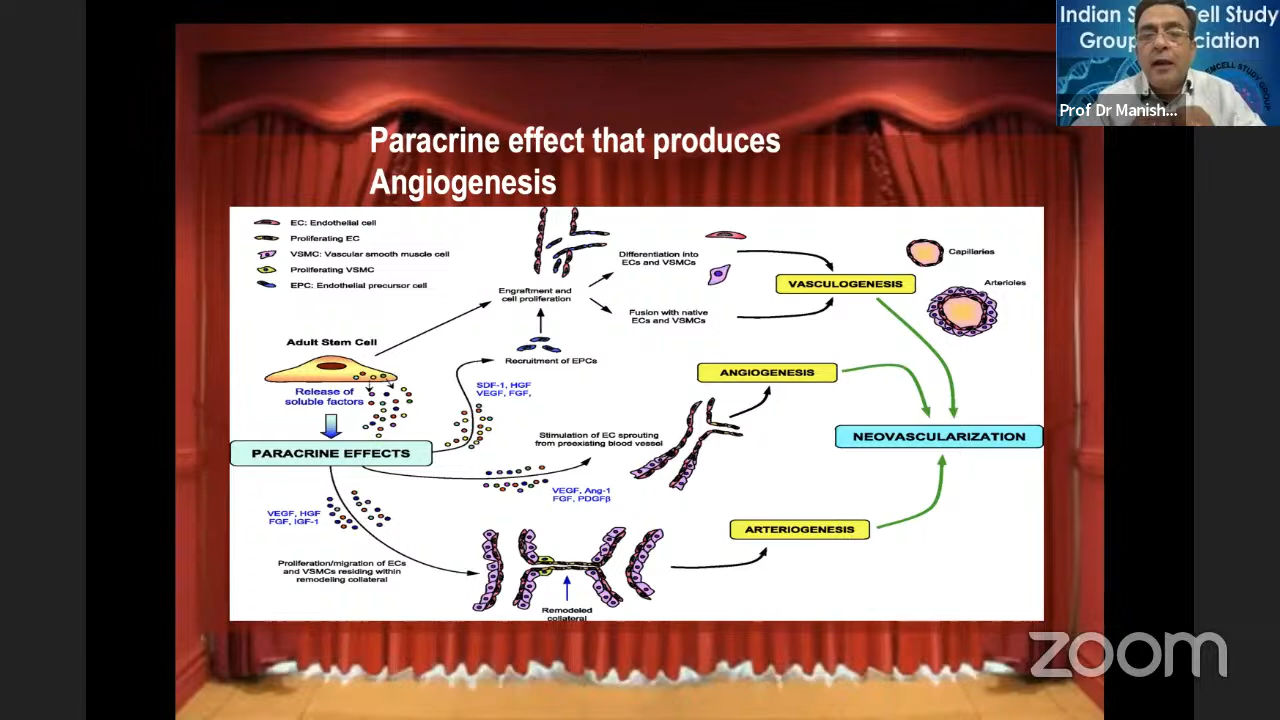 Indian S Cell Study
Group ciation
MCELL STUDY GROUP
Prof Dr Manish...
Paracrine effect that produces
Angiogenesis
EC: Endothelial cell
Proliferating EC
VSMC: Vascular smooth muscle cell
Proliferating VSMC
EPC: Endothelial precursor cell
Engraftment and
cell proliferation
Differentiation into
ECs and VSMCs
Fusion with native
ECs and VSMCs
VASCULOGENESIS
Capillaries
Arterioles
Adult Stem Cell
Release of
soluble factors
Recruitment of EPCs
SDF-1, HGF
VEGF, FGF,
ANGIOGENESIS
PARACRINE EFFECTS
Stimulation of EC sprouting
from preexisting blood vessel
NEOVASCULARIZATION
VEGF, Ang-1
FGF, PDGFβ
VEGF, HGF
FGF, IGF-1
ARTERIOGENESIS
Proliferation/migration of ECs
and VSMCs residing within
remodeling collateral
Remodeled
collateral
zoom